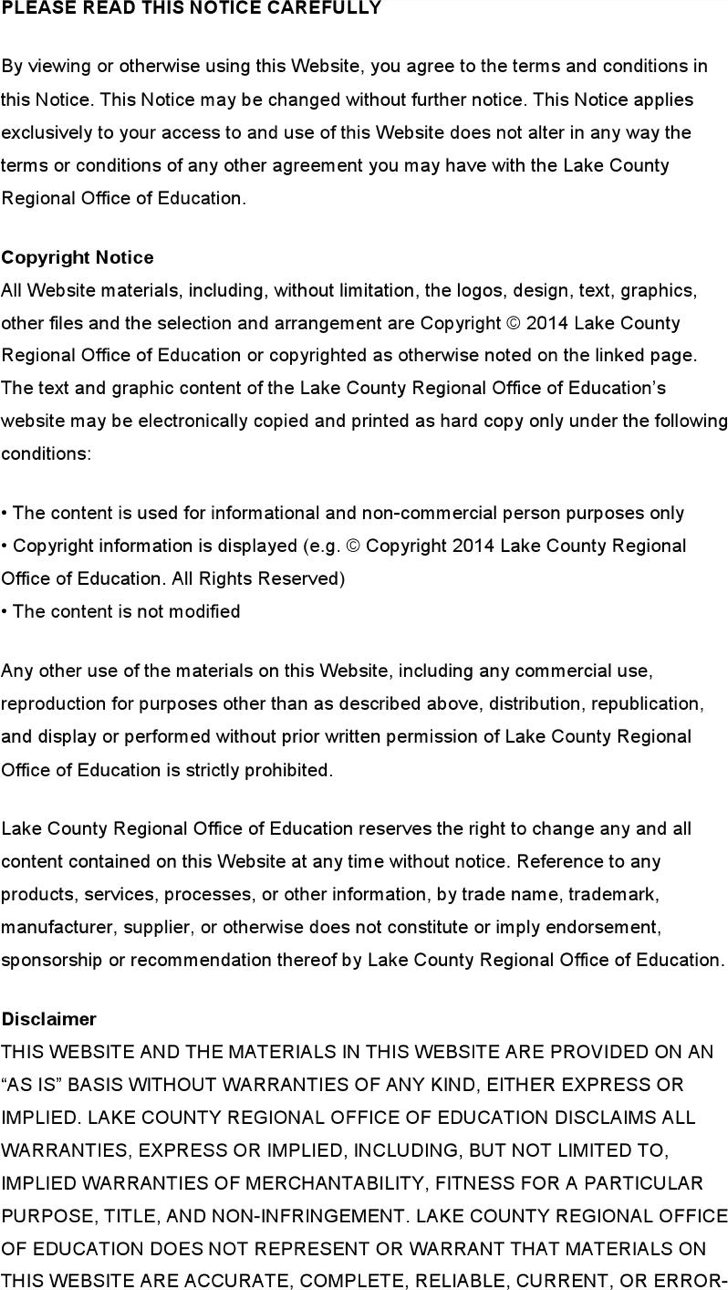 PLEASE READ THIS NOTICE CAREFULLY
By viewing or otherwise using this Website, you agree to the terms and conditions in
this Notice. This Notice may be changed without further notice. This Notice applies
exclusively to your access to and use of this Website does not alter in any way the
terms or conditions of any other agreement you may have with the Lake County
Regional Office of Education.
Copyright Notice
All Website materials, including, without limitation, the logos, design, text, graphics,
other files and the selection and arrangement are Copyright © 2014 Lake County
Regional Office of Education or copyrighted as otherwise noted on the linked page.
The text and graphic content of the Lake County Regional Office of Education’s
website may be electronically copied and printed as hard copy only under the following
conditions:
• The content is used for informational and non-commercial person purposes only
• Copyright information is displayed (e.g. © Copyright 2014 Lake County Regional
Office of Education. All Rights Reserved)
• The content is not modified
Any other use of the materials on this Website, including any commercial use,
reproduction for purposes other than as described above, distribution, republication,
and display or performed without prior written permission of Lake County Regional
Office of Education is strictly prohibited.
Lake County Regional Office of Education reserves the right to change any and all
content contained on this Website at any time without notice. Reference to any
products, services, processes, or other information, by trade name, trademark,
manufacturer, supplier, or otherwise does not constitute or imply endorsement,
sponsorship or recommendation thereof by Lake County Regional Office of Education.
Disclaimer
THIS WEBSITE AND THE MATERIALS IN THIS WEBSITE ARE PROVIDED ON AN
“AS IS” BASIS WITHOUT WARRANTIES OF ANY KIND, EITHER EXPRESS OR
IMPLIED. LAKE COUNTY REGIONAL OFFICE OF EDUCATION DISCLAIMS ALL
WARRANTIES, EXPRESS OR IMPLIED, INCLUDING, BUT NOT LIMITED TO,
IMPLIED WARRANTIES OF MERCHANTABILITY, FITNESS FOR A PARTICULAR
PURPOSE, TITLE, AND NON-INFRINGEMENT. LAKE COUNTY REGIONAL OFFICE
OF EDUCATION DOES NOT REPRESENT OR WARRANT THAT MATERIALS ON
THIS WEBSITE ARE ACCURATE, COMPLETE, RELIABLE, CURRENT, OR ERROR-